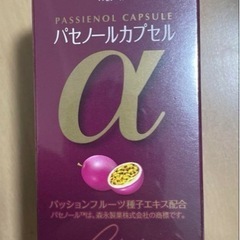 PASSIENOL CAPSULE
パセノールカプセル
α
パッションフルーツ種子エキス配合
パセノール™は、森永製菓株式会社の商標です。